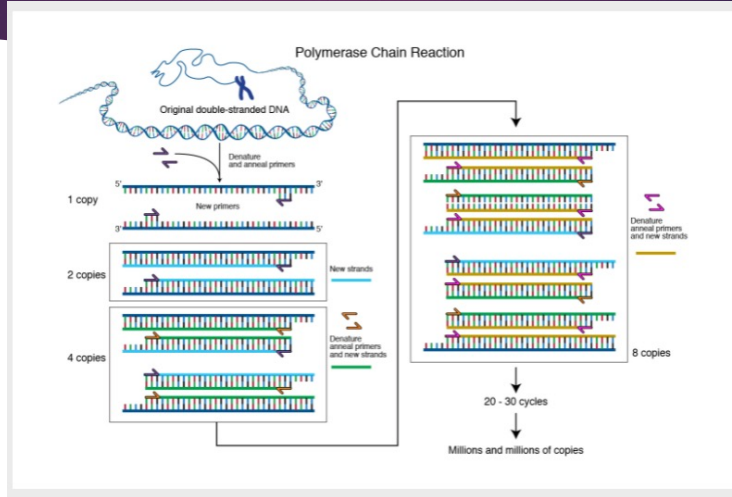 Polymerase Chain Reaction
Original double-stranded DNA
Denature
and anneal primers
5'
3'
1 copy
New primers
3'
5'
2 copies
New strands
4 copies
Denature
anneal primers
and new strands
Denature
anneal primers
and new strands
8 copies
20 - 30 cycles
Millions and millions of copies